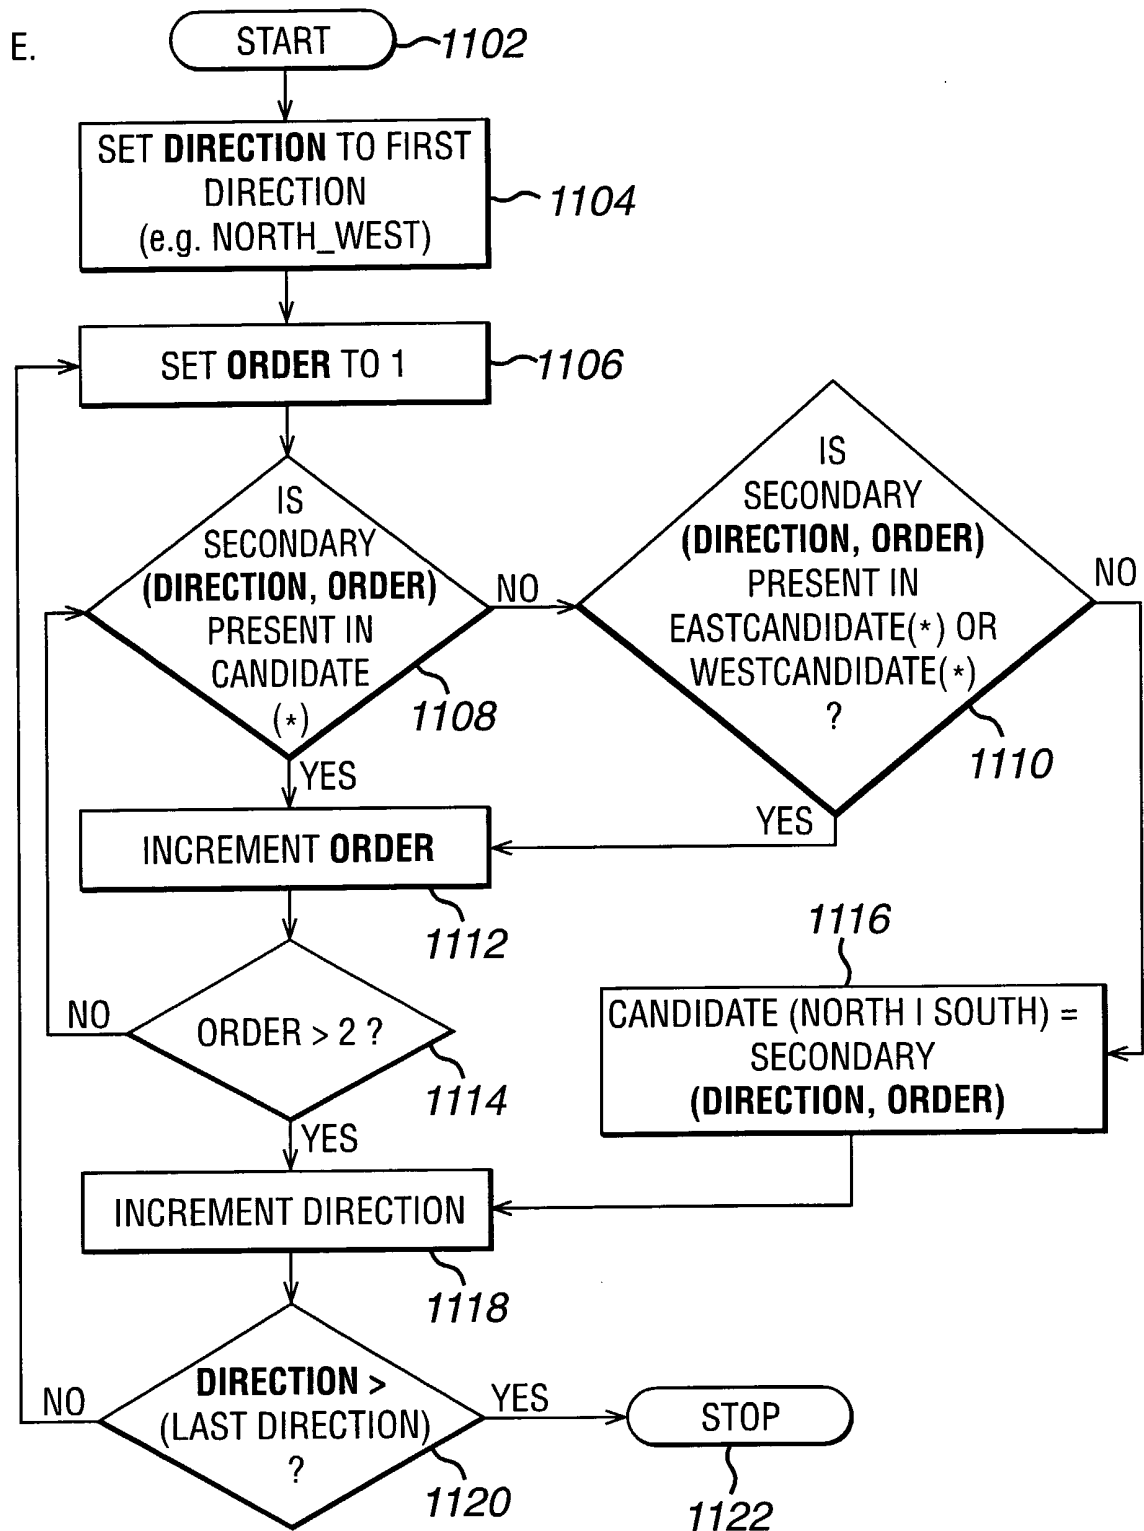 E.
START
1102
SET DIRECTION TO FIRST
DIRECTION
(e.g. NORTH_WEST)
1104
SET ORDER TO 1
1106
IS
SECONDARY
(DIRECTION, ORDER)
PRESENT IN
CANDIDATE
(*)
1108
NO
YES
IS
SECONDARY
(DIRECTION, ORDER)
PRESENT IN
EASTCANDIDATE(*) OR
WESTCANDIDATE(*)
?
1110
NO
YES
INCREMENT ORDER
1112
1116
CANDIDATE (NORTH I SOUTH) =
SECONDARY
(DIRECTION, ORDER)
NO
ORDER > 2 ?
1114
YES
INCREMENT DIRECTION
1118
NO
DIRECTION >
(LAST DIRECTION)
?
1120
YES
STOP
1122